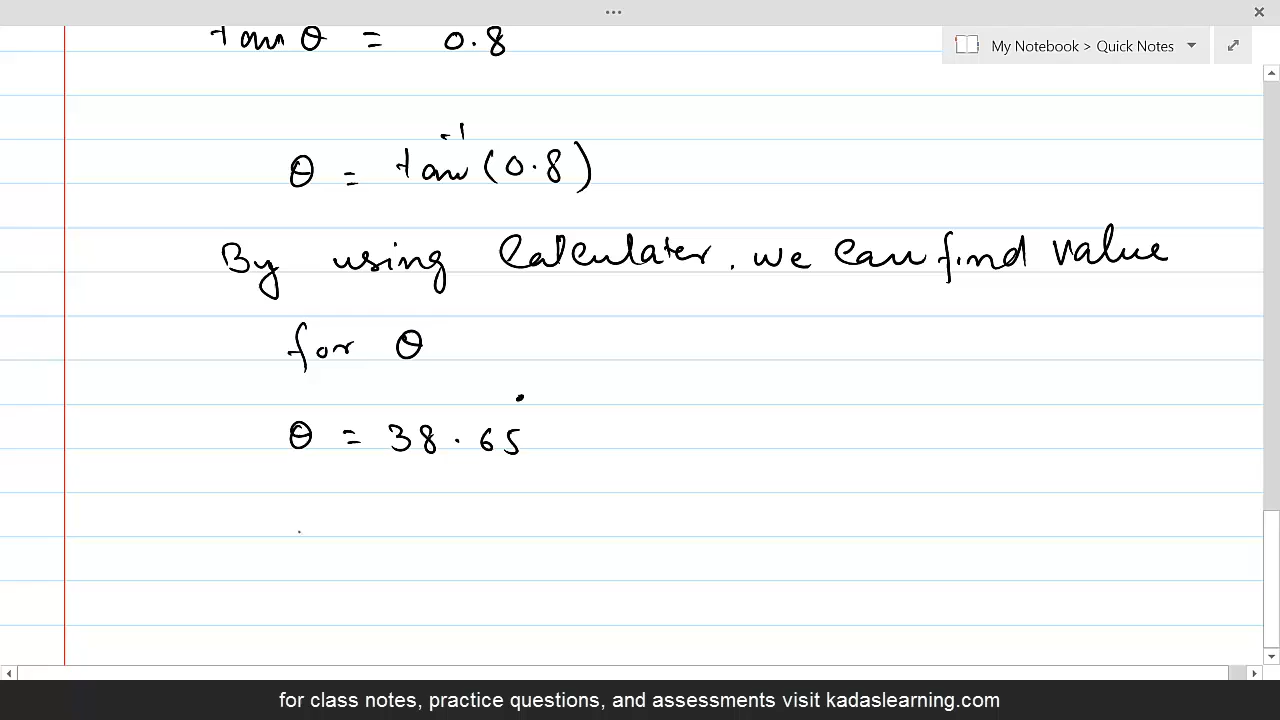 tan θ = 0.8
My Notebook > Quick Notes
θ = tan⁻¹(0.8)
By using Calculater. we can find value
for θ
θ = 38.65°
for class notes, practice questions, and assessments visit kadaslearning.com